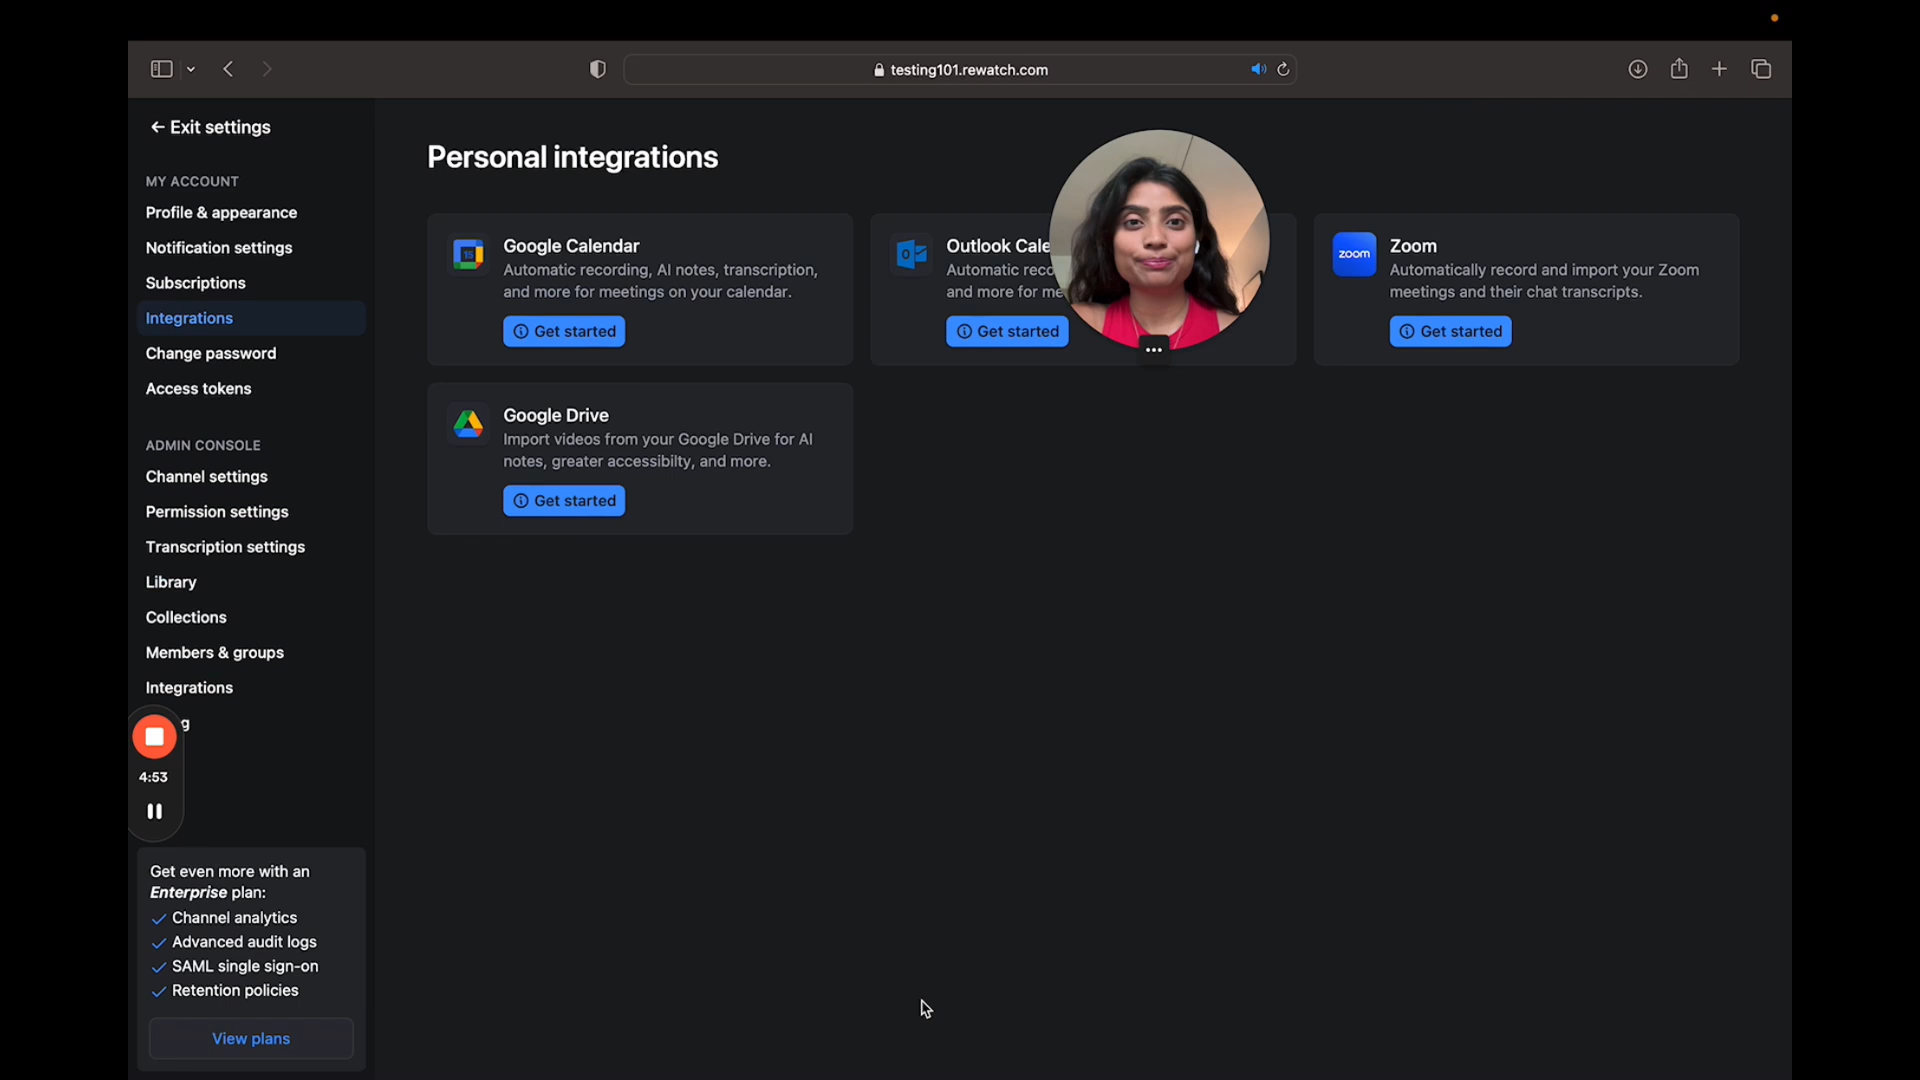 testing101.rewatch.com
← Exit settings
MY ACCOUNT
Profile & appearance
Notification settings
Subscriptions
Integrations
Change password
Access tokens
ADMIN CONSOLE
Channel settings
Permission settings
Transcription settings
Library
Collections
Members & groups
Integrations
g
4:53
Get even more with an
Enterprise plan:
Channel analytics
Advanced audit logs
SAML single sign-on
Retention policies
View plans
Personal integrations
15
Google Calendar
Automatic recording, AI notes, transcription,
and more for meetings on your calendar.
Get started
Outlook Cale
Automatic reco
and more for me
Get started
zoom
Zoom
Automatically record and import your Zoom
meetings and their chat transcripts.
Get started
Google Drive
Import videos from your Google Drive for AI
notes, greater accessibilty, and more.
Get started